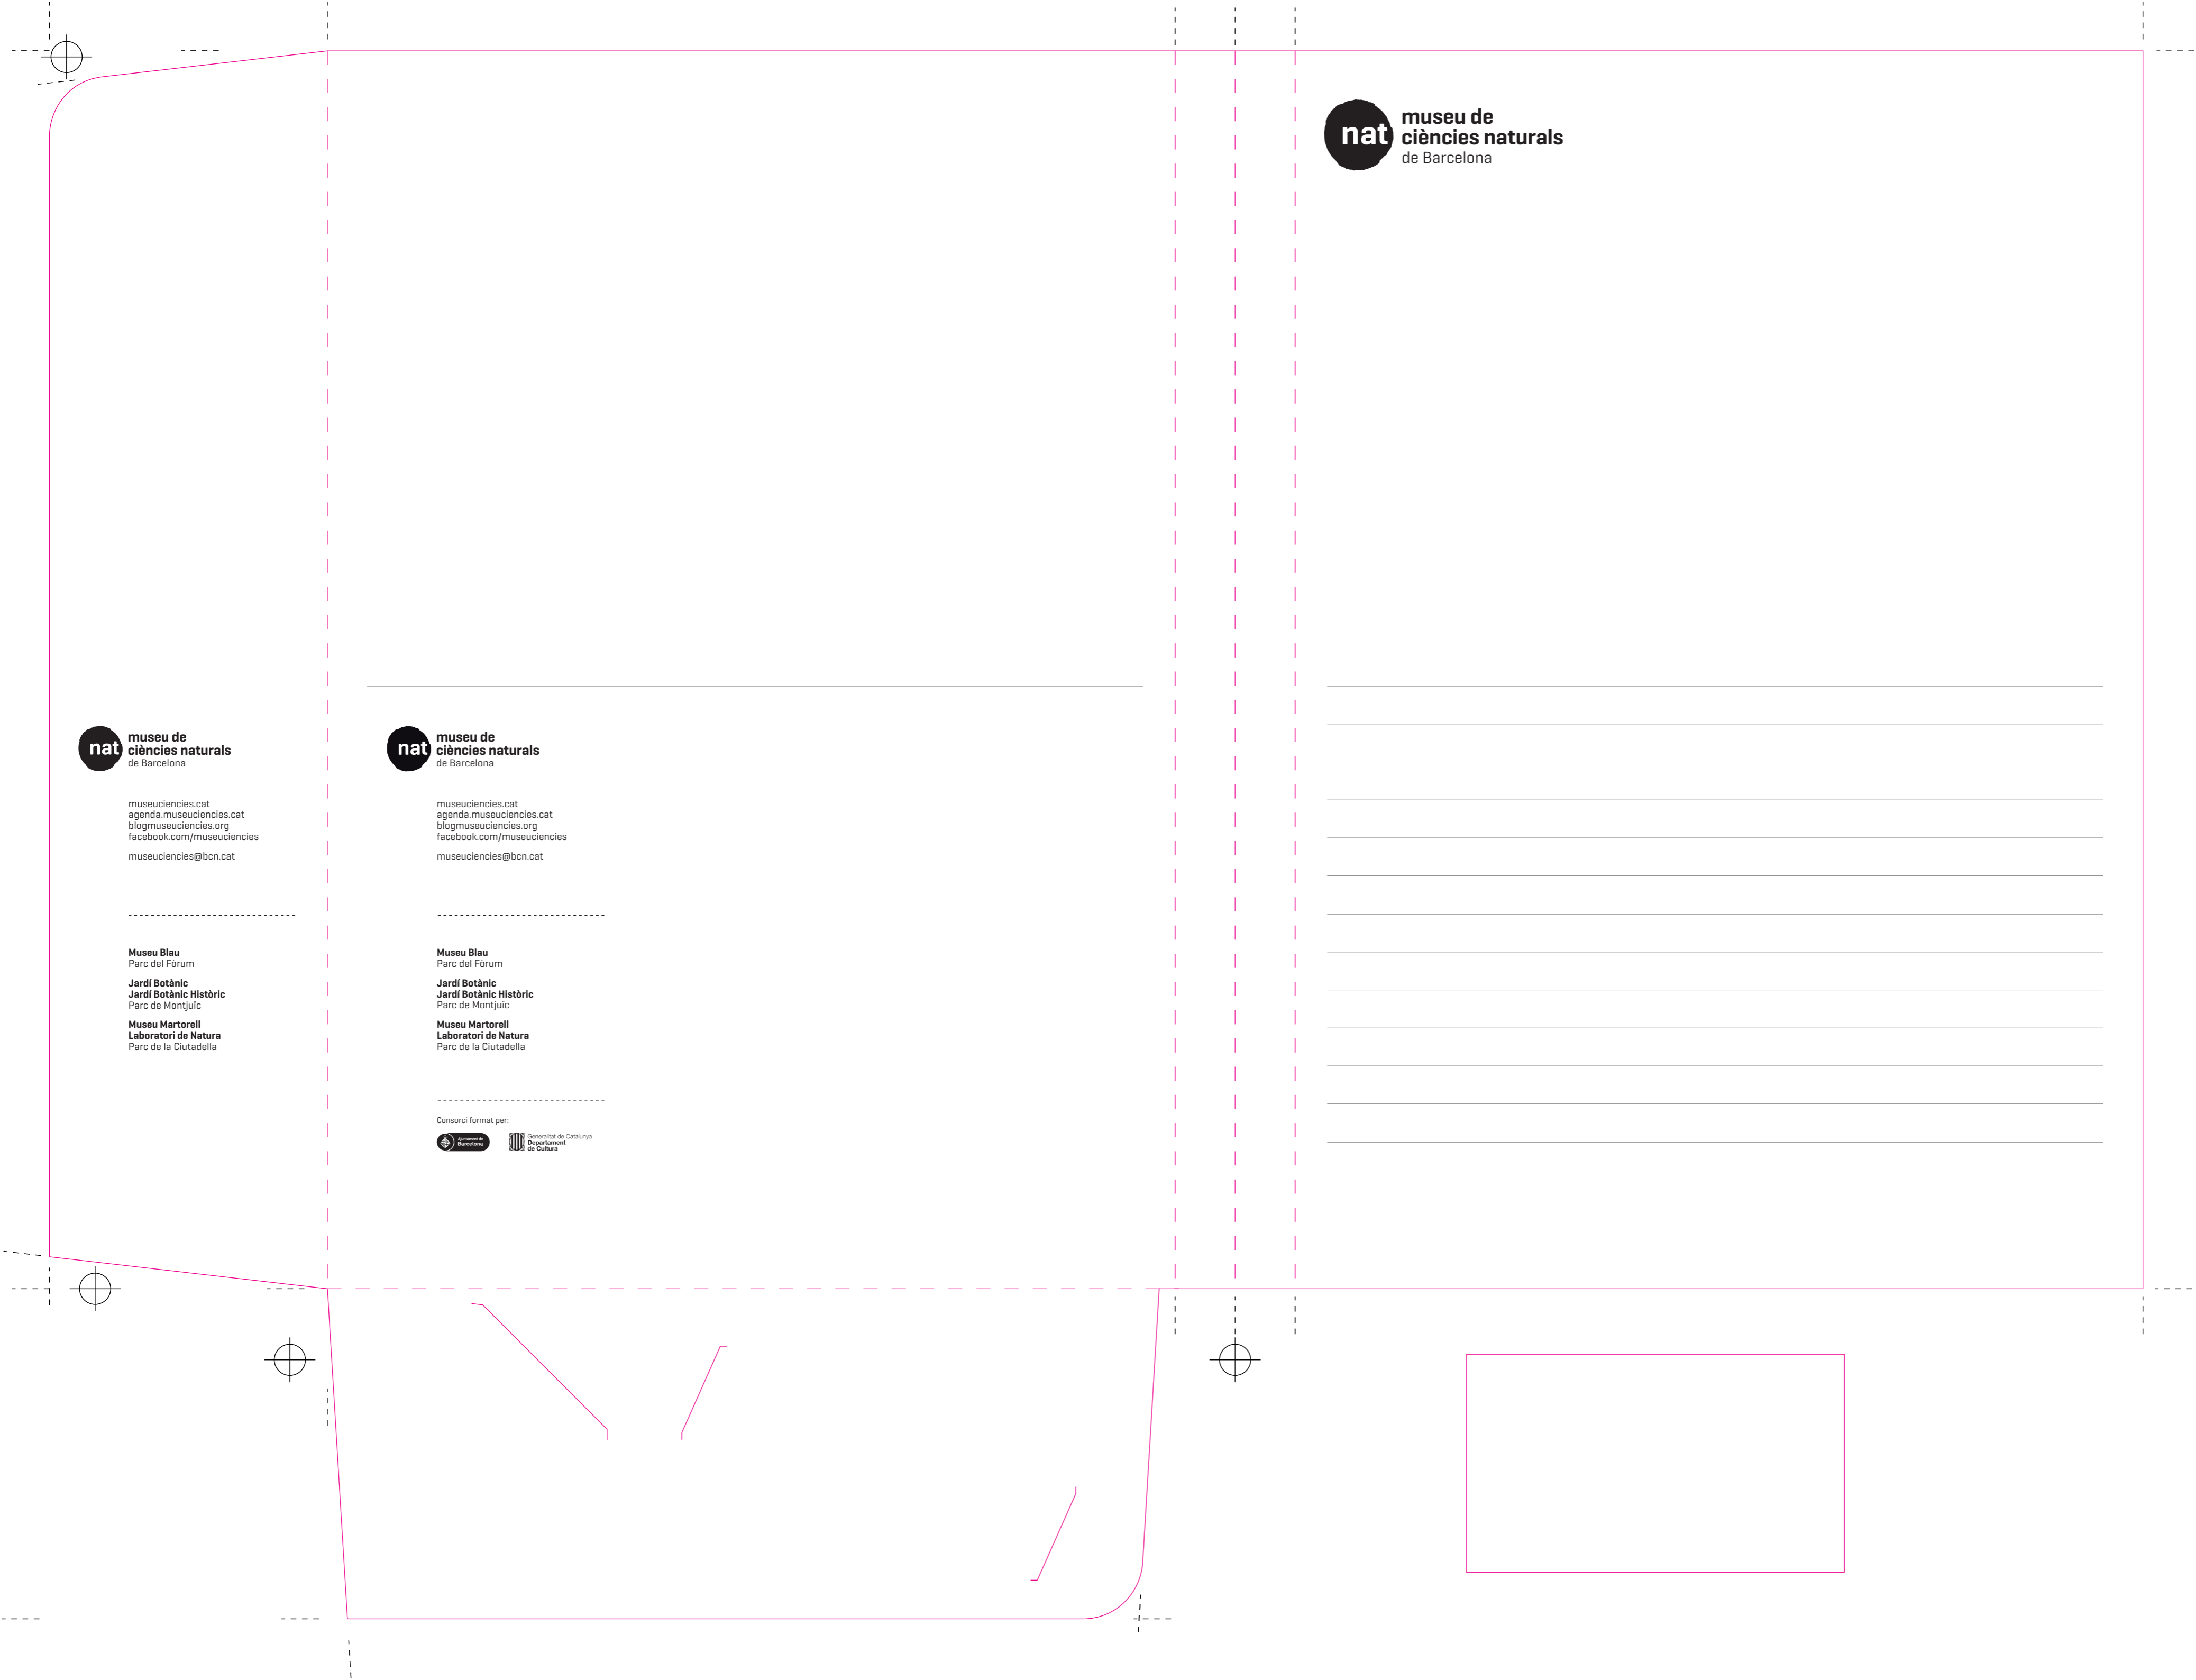 nat
museu de
ciències naturals
de Barcelona
nat
museu de
ciències naturals
de Barcelona
museuciencies.cat
agenda.museuciencies.cat
blogmuseuciencies.org
facebook.com/museuciencies
museuciencies@bcn.cat
Museu Blau
Parc del Fòrum
Jardí Botànic
Jardí Botànic Històric
Parc de Montjuïc
Museu Martorell
Laboratori de Natura
Parc de la Ciutadella
nat
museu de
ciències naturals
de Barcelona
museuciencies.cat
agenda.museuciencies.cat
blogmuseuciencies.org
facebook.com/museuciencies
museuciencies@bcn.cat
Museu Blau
Parc del Fòrum
Jardí Botànic
Jardí Botànic Històric
Parc de Montjuïc
Museu Martorell
Laboratori de Natura
Parc de la Ciutadella
Consorci format per:
Ajuntament de
Barcelona
Generalitat de Catalunya
Departament
de Cultura